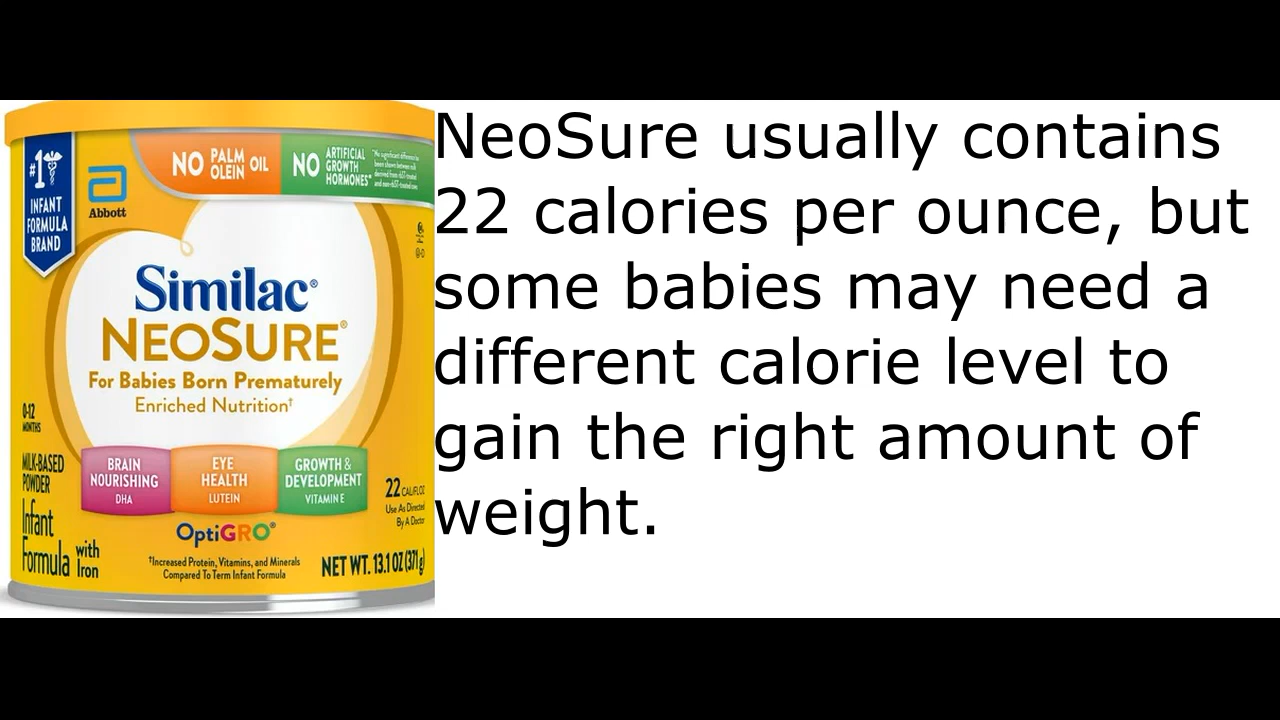 #1
INFANT
FORMULA
BRAND
Abbott
NO PALM OLEIN OIL
NO ARTIFICIAL GROWTH HORMONES*
Similac®
NEOSURE®
For Babies Born Prematurely
Enriched Nutrition†
0-12
MONTHS
MILK-BASED
POWDER
Infant
Formula with Iron
BRAIN
NOURISHING
DHA
EYE
HEALTH
LUTEIN
GROWTH &
DEVELOPMENT
VITAMIN E
22 CAL/FL OZ
Use As Directed
By A Doctor
OptiGRO®
†Increased Protein, Vitamins, and Minerals
Compared To Term Infant Formula
NET WT. 13.1 OZ (371g)
NeoSure usually contains
22 calories per ounce, but
some babies may need a
different calorie level to
gain the right amount of
weight.